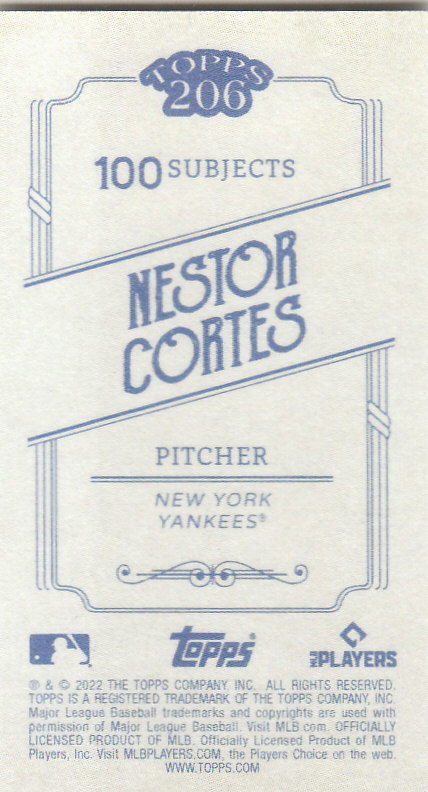 TOPPS
206
100 SUBJECTS
NESTOR
CORTES
PITCHER
NEW YORK
YANKEES®
Topps® MLB PLAYERS
® & © 2022 THE TOPPS COMPANY, INC. ALL RIGHTS RESERVED.
TOPPS IS A REGISTERED TRADEMARK OF THE TOPPS COMPANY, INC.
Major League Baseball trademarks and copyrights are used with
permission of Major League Baseball. Visit MLB.com. OFFICIALLY
LICENSED PRODUCT OF MLB. Officially Licensed Product of MLB
Players, Inc. Visit MLBPLAYERS.COM, the Players Choice on the web.
WWW.TOPPS.COM